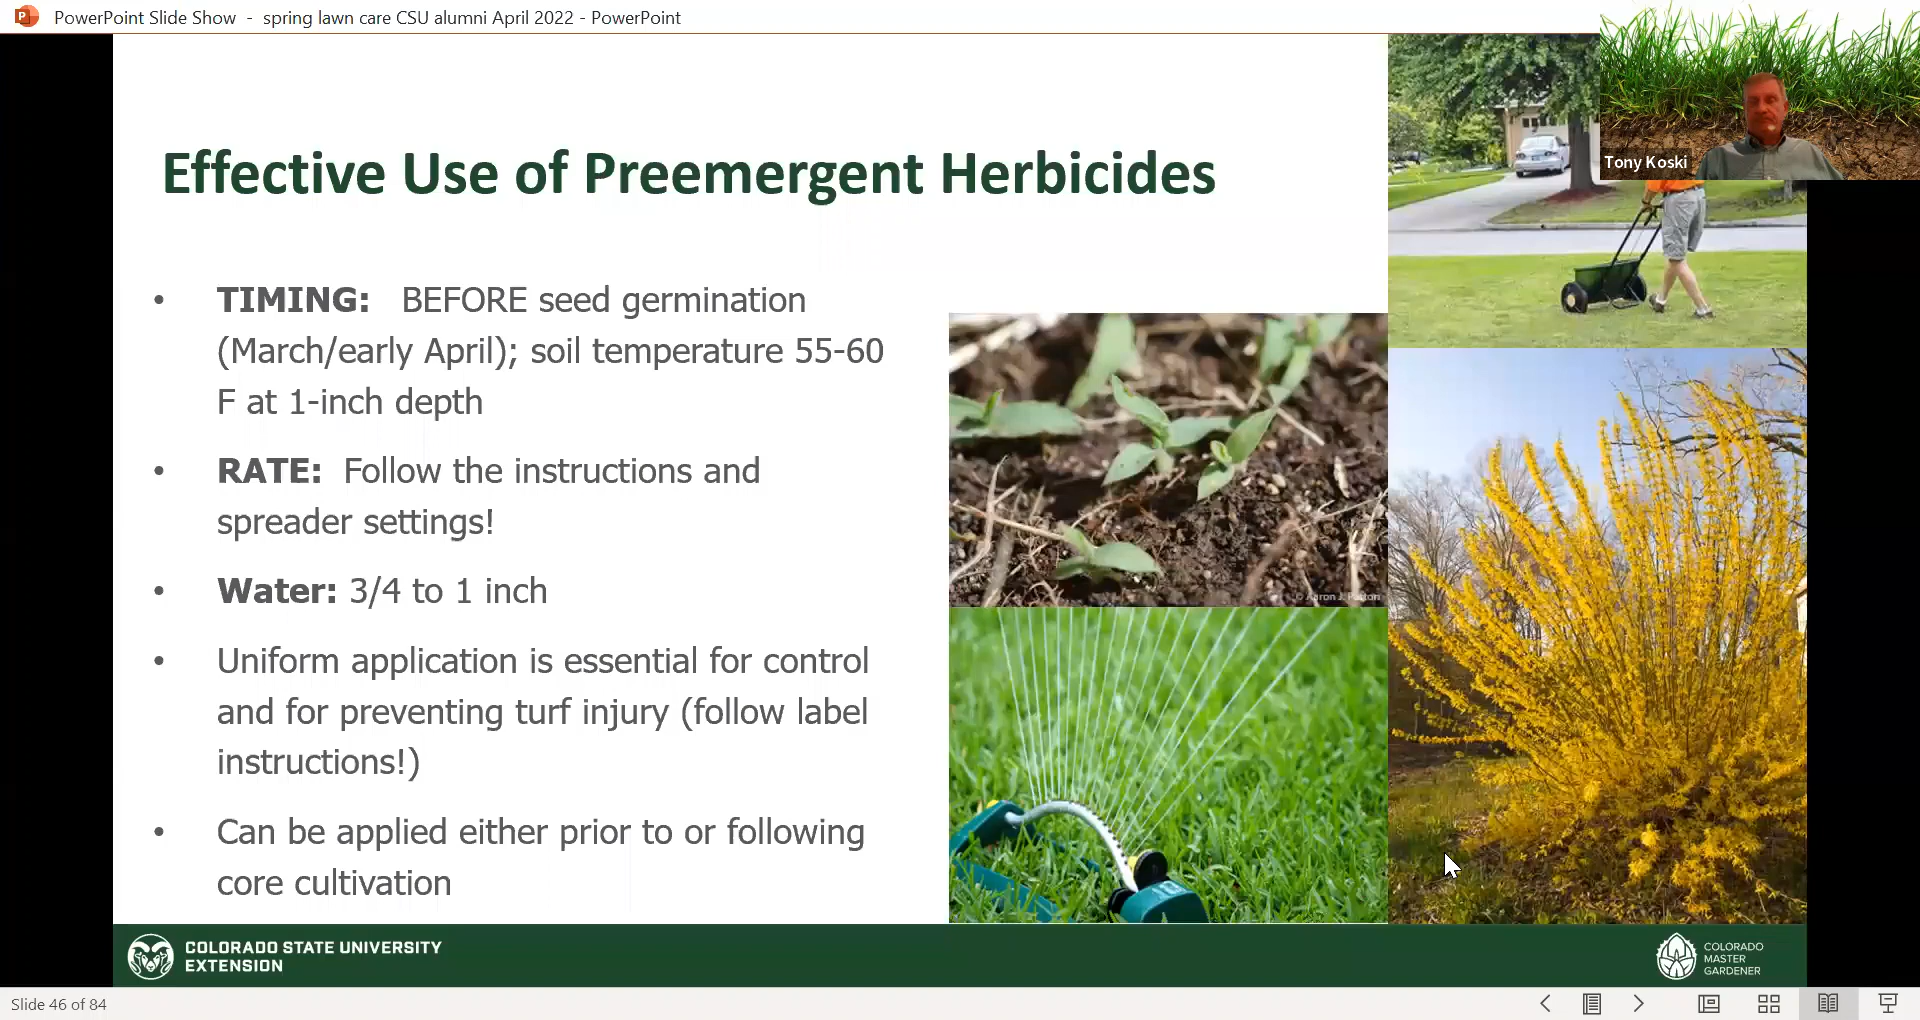 PowerPoint Slide Show - spring lawn care CSU alumni April 2022 - PowerPoint
Tony Koski
Effective Use of Preemergent Herbicides
• TIMING: BEFORE seed germination
(March/early April); soil temperature 55-60
F at 1-inch depth
• RATE: Follow the instructions and
spreader settings!
• Water: 3/4 to 1 inch
• Uniform application is essential for control
and for preventing turf injury (follow label
instructions!)
• Can be applied either prior to or following
core cultivation
© Aaron J. Patton
COLORADO STATE UNIVERSITY
EXTENSION
COLORADO
MASTER
GARDENER
Slide 46 of 84